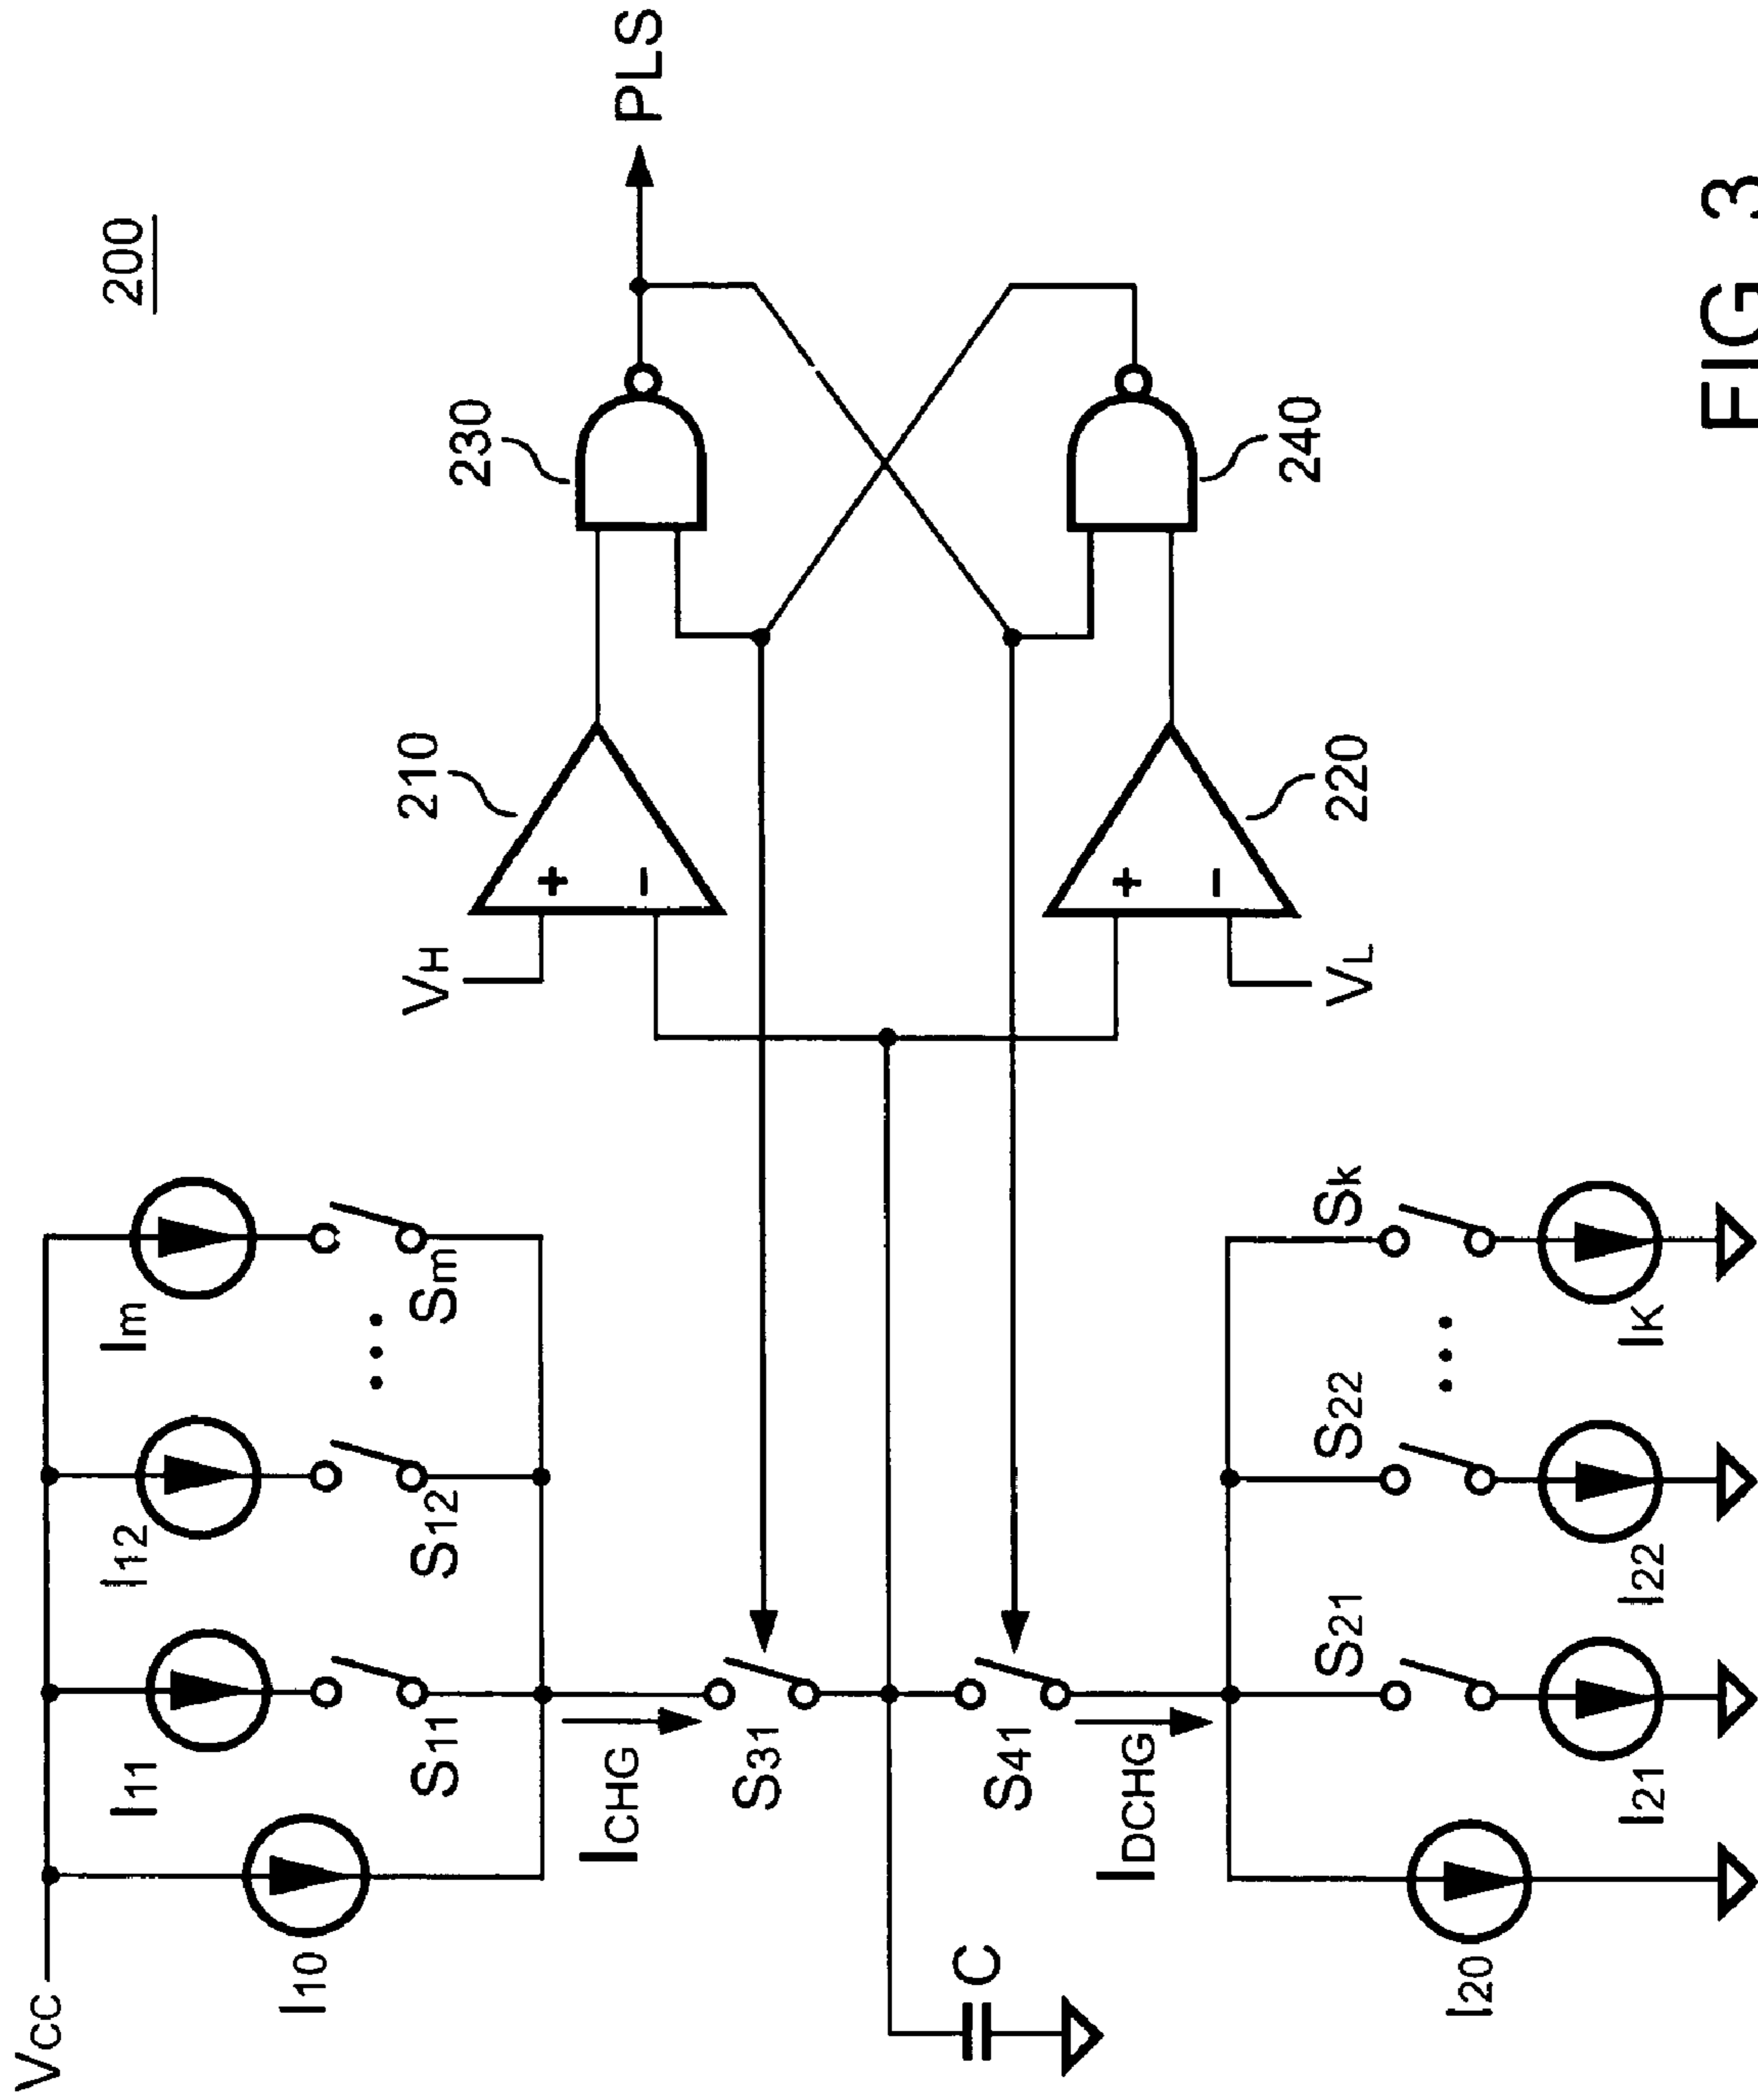 200
VCC
I10
I11
I12
Im
S11
S12
...
Sm
ICHG
S31
S41
IDCHG
C
VH
+
-
210
230
PLS
VL
+
-
220
240
S21
S22
...
Sk
I20
I21
I22
IK
FIG. 3